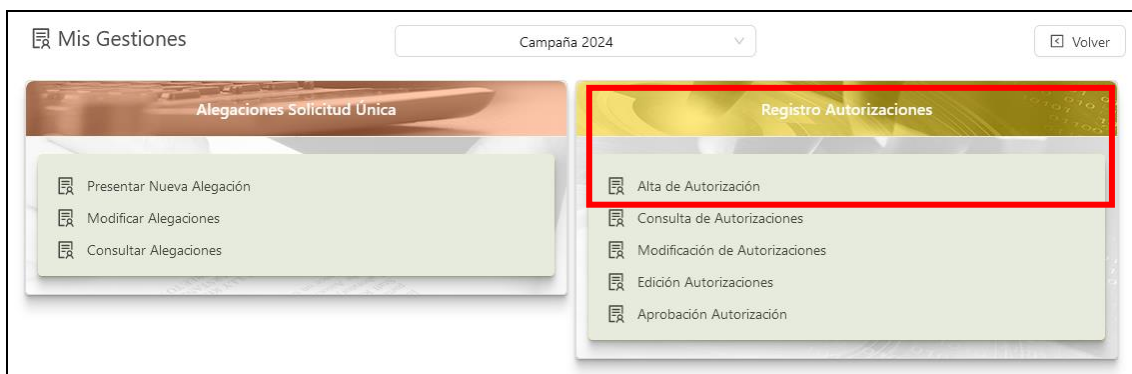 Mis Gestiones
Campaña 2024
Volver
Alegaciones Solicitud Única
Presentar Nueva Alegación
Modificar Alegaciones
Consultar Alegaciones
Registro Autorizaciones
Alta de Autorización
Consulta de Autorizaciones
Modificación de Autorizaciones
Edición Autorizaciones
Aprobación Autorización